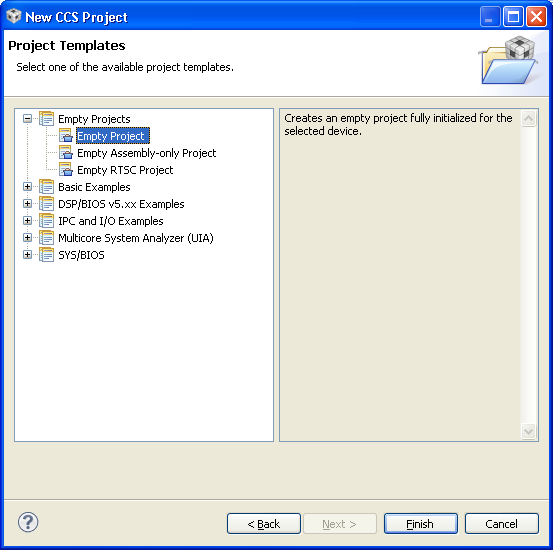 New CCS Project
Project Templates
Select one of the available project templates.
Empty Projects
Empty Project
Empty Assembly-only Project
Empty RTSC Project
Basic Examples
DSP/BIOS v5.xx Examples
IPC and I/O Examples
Multicore System Analyzer (UIA)
SYS/BIOS
Creates an empty project fully initialized for the
selected device.
?
< Back
Next >
Finish
Cancel